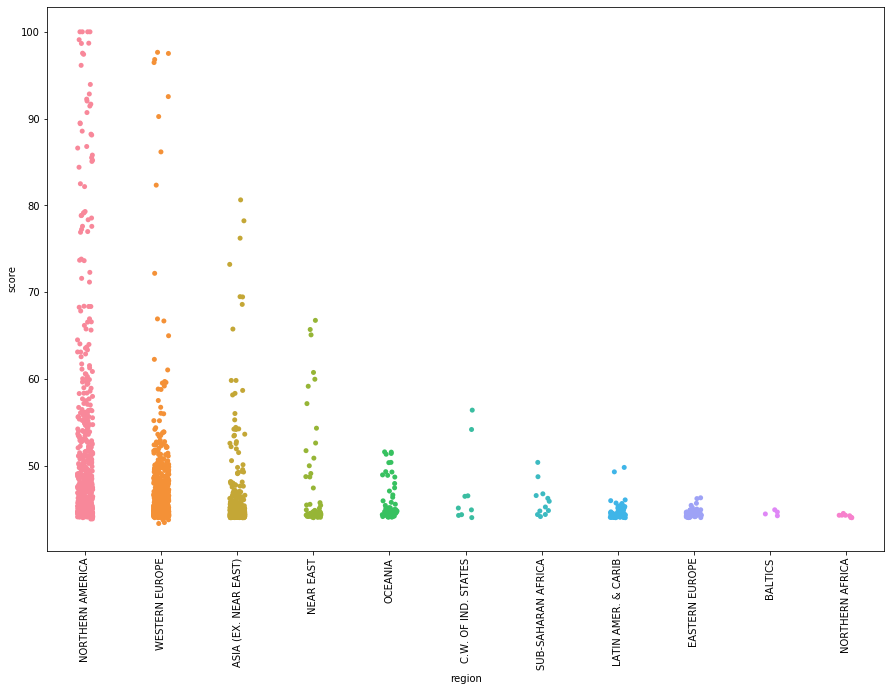 100
90
80
70
60
50
score
NORTHERN AMERICA
WESTERN EUROPE
ASIA (EX. NEAR EAST)
NEAR EAST
OCEANIA
C.W. OF IND. STATES
SUB-SAHARAN AFRICA
LATIN AMER. & CARIB
EASTERN EUROPE
BALTICS
NORTHERN AFRICA
region